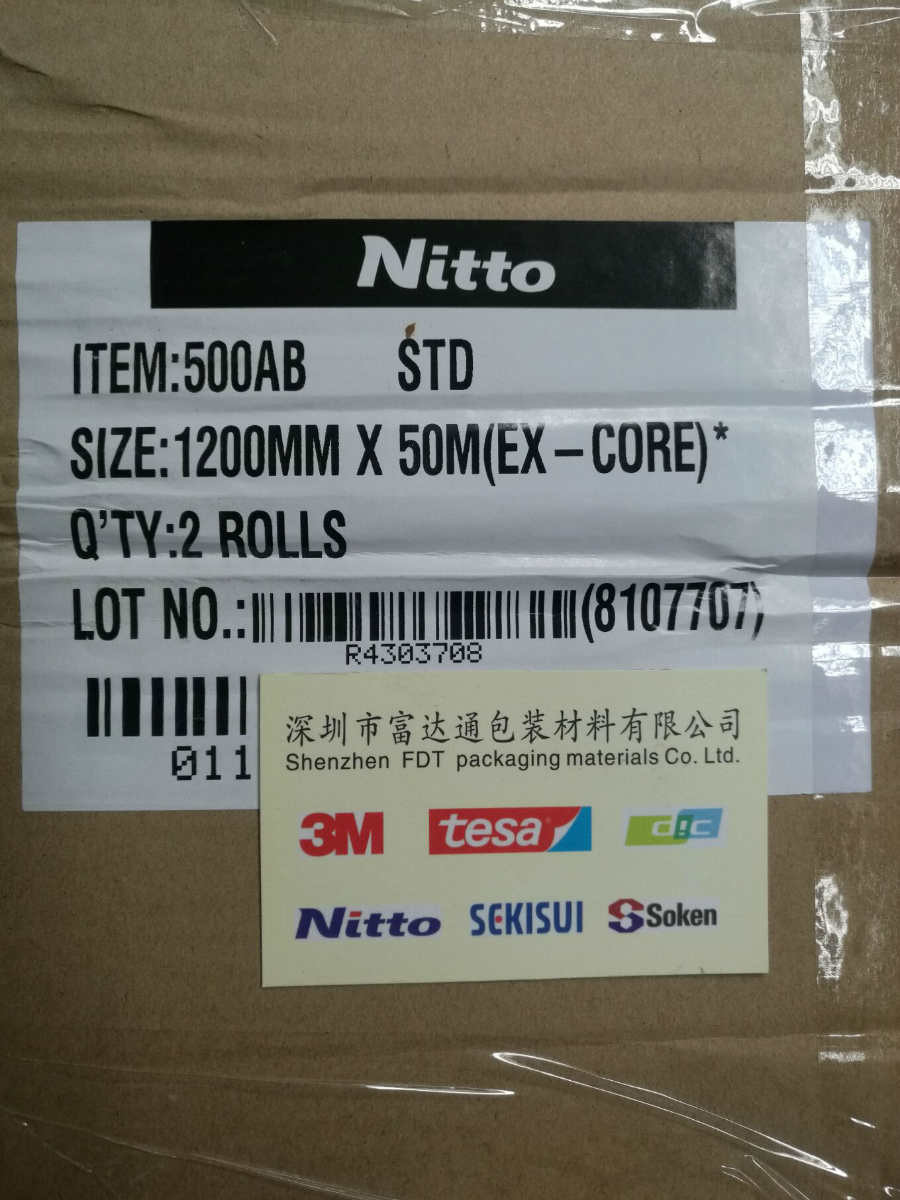 Nitto
ITEM:500AB STD
SIZE:1200MM X 50M(EX-CORE)*
Q'TY:2 ROLLS
LOT NO.:(8107707)
R4303708
011
深圳市富达通包装材料有限公司
Shenzhen FDT packaging materials Co. Ltd.
3M tesa dic
Nitto SEKISUI Soken